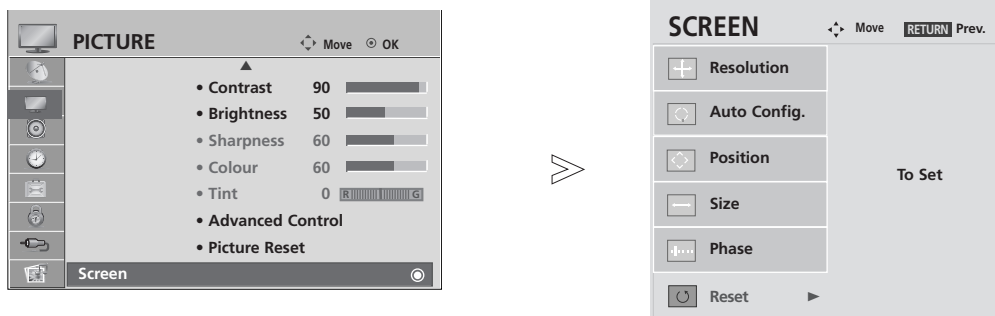 PICTURE Move ⊙ OK
▲
• Contrast 90
• Brightness 50
• Sharpness 60
• Colour 60
• Tint 0 R G
• Advanced Control
• Picture Reset
Screen
>>
SCREEN Move RETURN Prev.
Resolution
Auto Config.
Position
Size
Phase
Reset ►
To Set